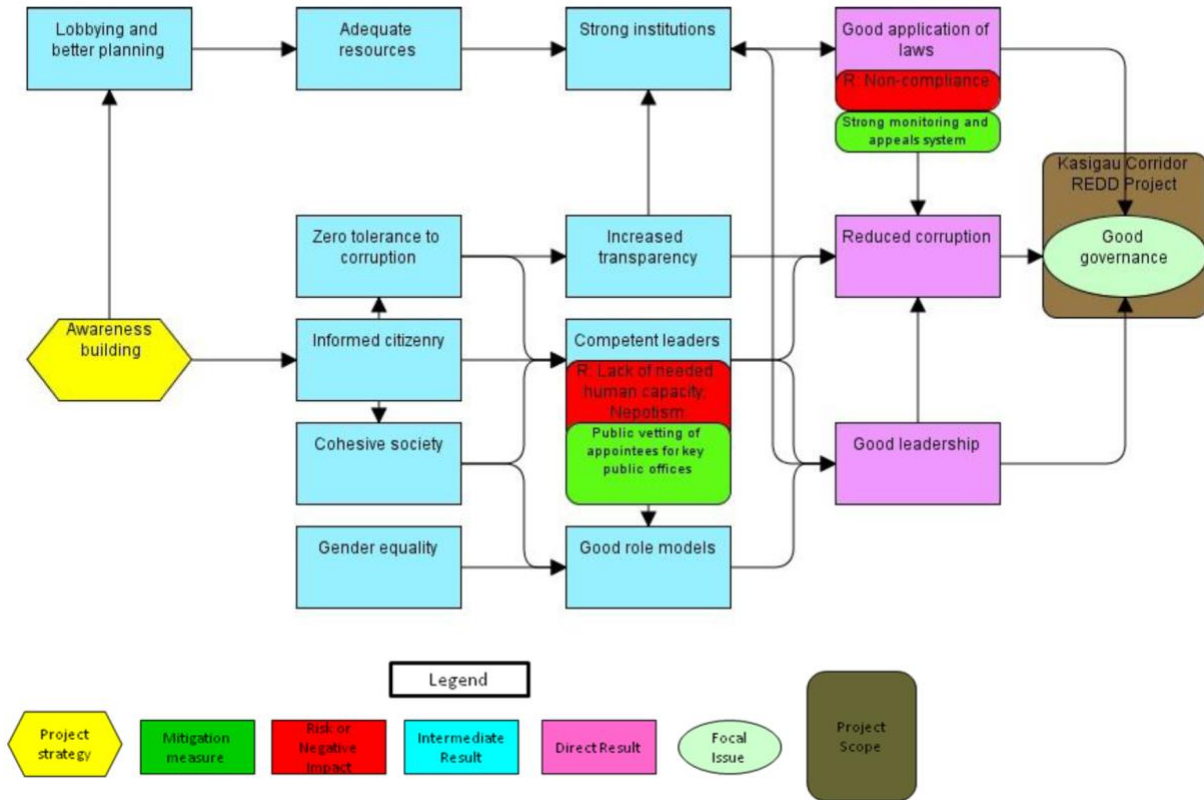 Lobbying and
better planning
Adequate
resources
Strong institutions
Good application of
laws
R: Non-compliance
Strong monitoring and
appeals system
Kasigau Corridor
REDD Project
Zero tolerance to
corruption
Increased
transparency
Reduced corruption
Good
governance
Awareness
building
Informed citizenry
Competent leaders
R: Lack of needed
human capacity;
Nepotism
Public vetting of
appointees for key
public offices
Cohesive society
Good leadership
Gender equality
Good role models
Legend
Project
strategy
Mitigation
measure
Risk or
Negative
Impact
Intermediate
Result
Direct Result
Focal
Issue
Project
Scope